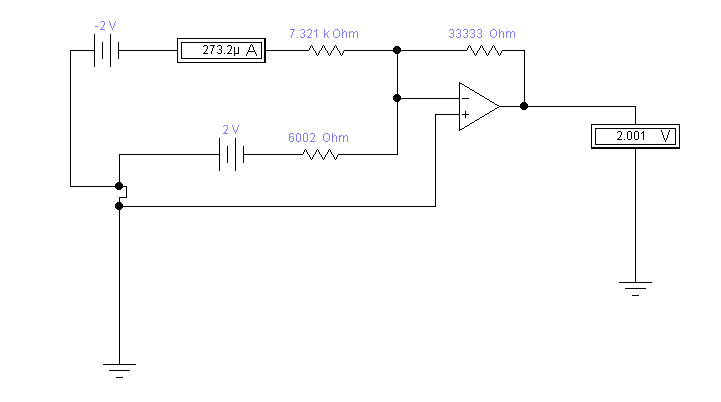 -2 V
273.2µ A
7.321 k Ohm
33333 Ohm
2 V
6002 Ohm
−
+
2.001 V